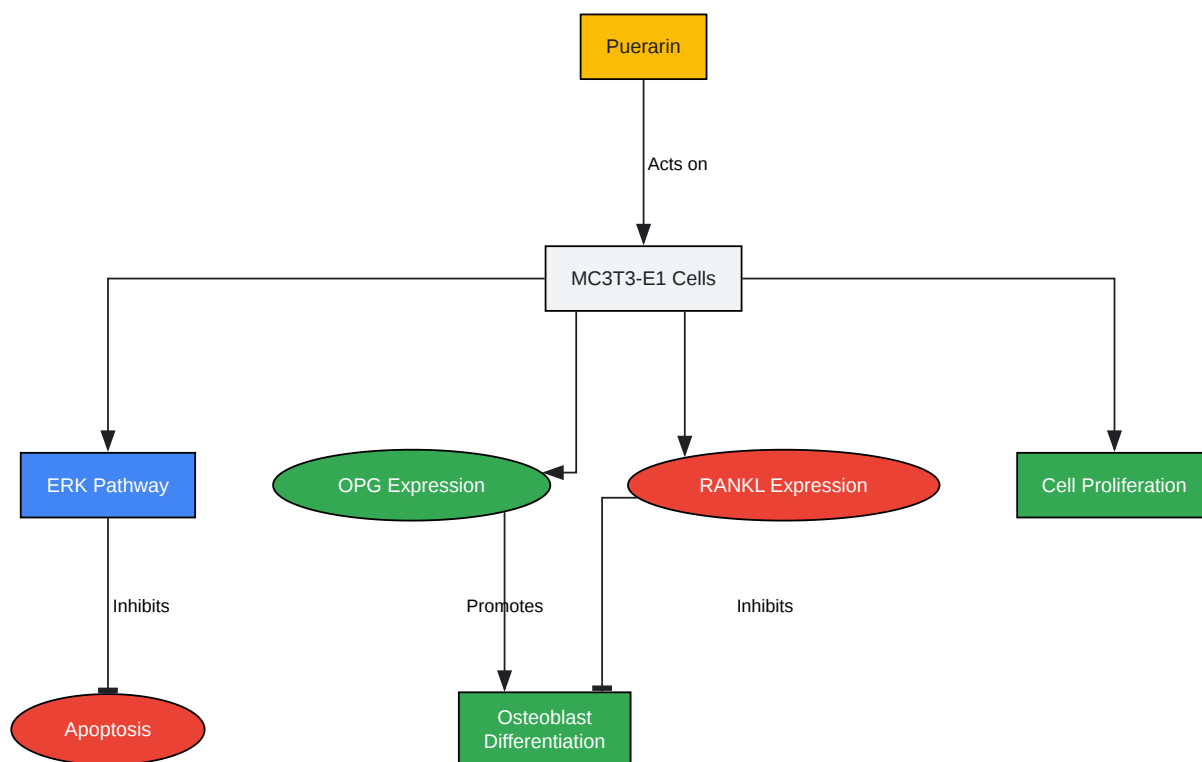 Puerarin
Acts on
MC3T3-E1 Cells
ERK Pathway
OPG Expression
RANKL Expression
Cell Proliferation
Inhibits
Promotes
Inhibits
Apoptosis
Osteoblast
Differentiation